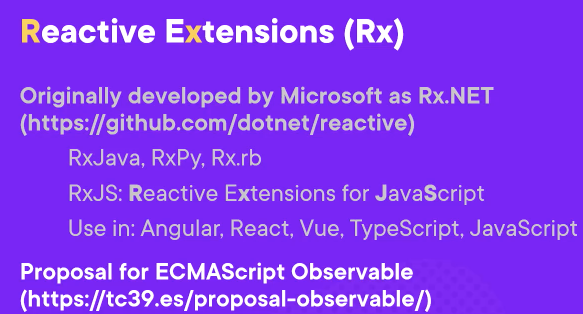 Reactive Extensions (Rx)
Originally developed by Microsoft as Rx.NET
(https://github.com/dotnet/reactive)
RxJava, RxPy, Rx.rb
RxJS: Reactive Extensions for JavaScript
Use in: Angular, React, Vue, TypeScript, JavaScript
Proposal for ECMAScript Observable
(https://tc39.es/proposal-observable/)